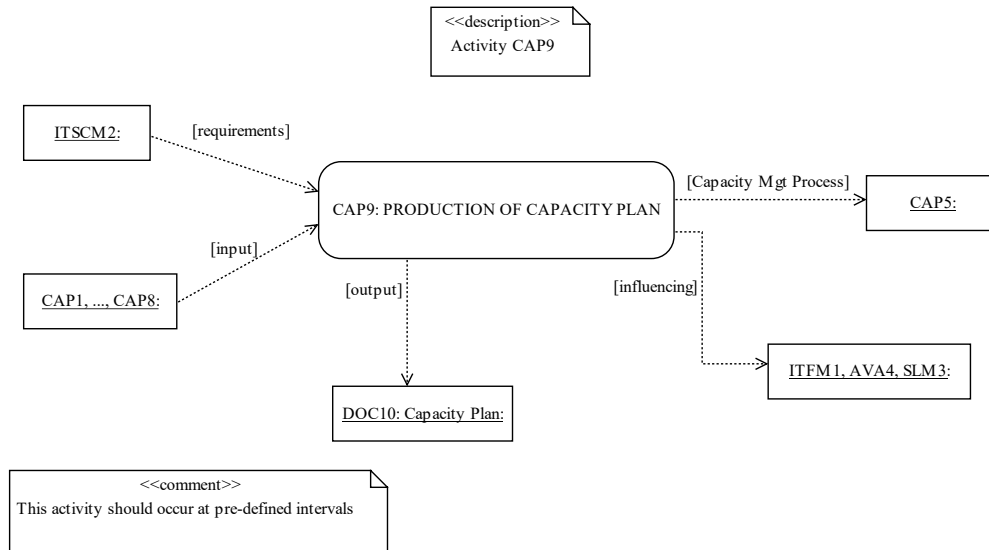 <<description>>
Activity CAP9
ITSCM2:
[requirements]
CAP9: PRODUCTION OF CAPACITY PLAN
[Capacity Mgt Process]
CAP5:
[input]
CAP1, ..., CAP8:
[output]
[influencing]
ITFM1, AVA4, SLM3:
DOC10: Capacity Plan:
<<comment>>
This activity should occur at pre-defined intervals